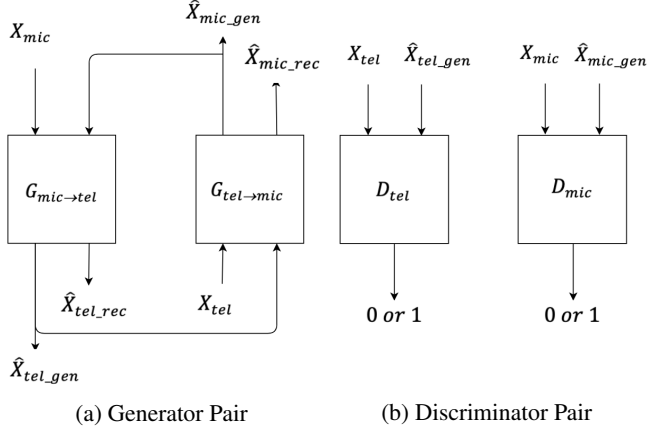 X_mic
X̂_mic_gen
X̂_mic_rec
G_mic→tel
G_tel→mic
X̂_tel_rec
X_tel
X̂_tel_gen
(a) Generator Pair
X_tel
X̂_tel_gen
X_mic
X̂_mic_gen
D_tel
D_mic
0 or 1
0 or 1
(b) Discriminator Pair